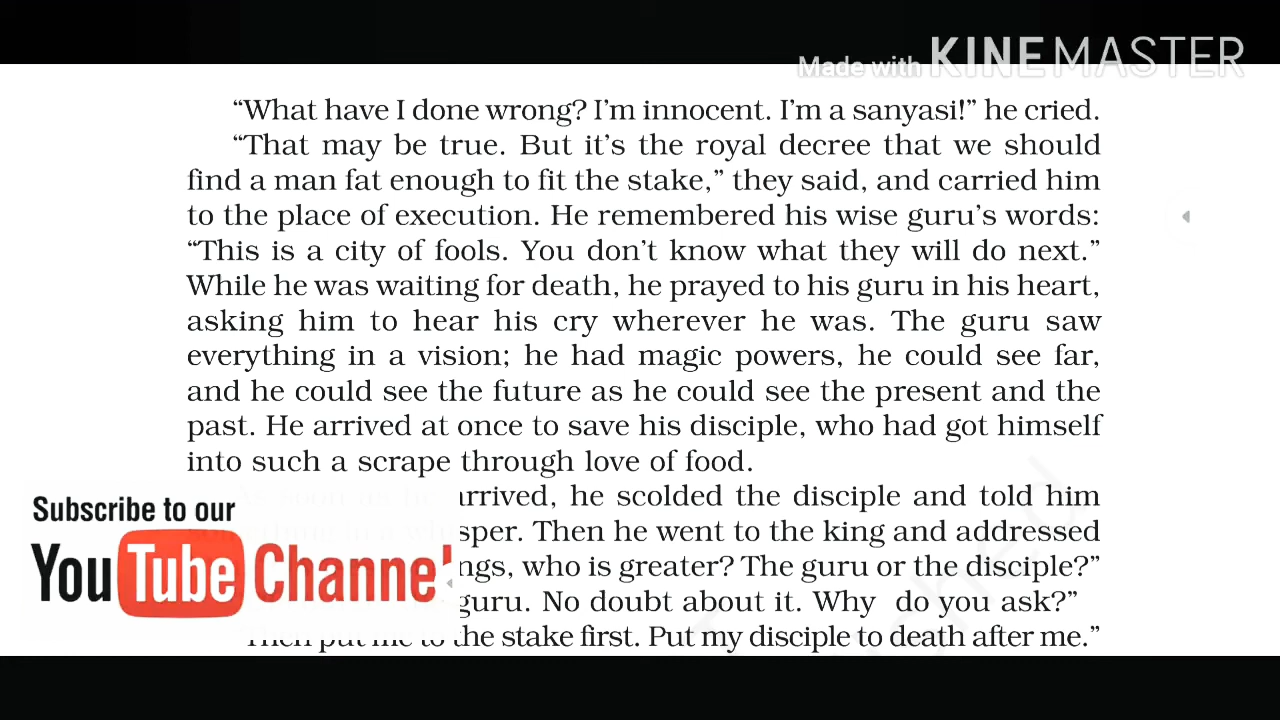 Made with KINEMASTER
“What have I done wrong? I’m innocent. I’m a sanyasi!” he cried.
“That may be true. But it’s the royal decree that we should
find a man fat enough to fit the stake,” they said, and carried him
to the place of execution. He remembered his wise guru’s words:
“This is a city of fools. You don’t know what they will do next.”
While he was waiting for death, he prayed to his guru in his heart,
asking him to hear his cry wherever he was. The guru saw
everything in a vision; he had magic powers, he could see far,
and he could see the future as he could see the present and the
past. He arrived at once to save his disciple, who had got himself
into such a scrape through love of food.
arrived, he scolded the disciple and told him
Then he went to the king and addressed
who is greater? The guru or the disciple?”
guru. No doubt about it. Why do you ask?”
Then put me to the stake first. Put my disciple to death after me.”
Subscribe to our
YouTube Channel